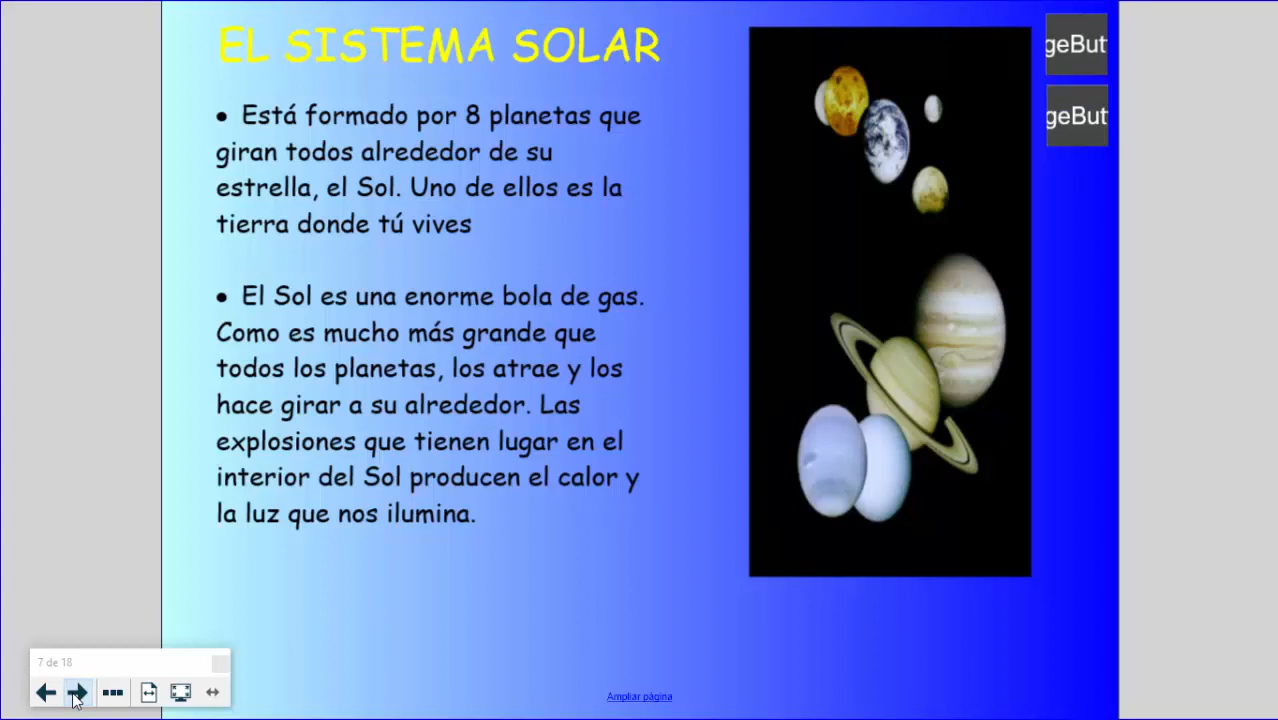 EL SISTEMA SOLAR
• Está formado por 8 planetas que
giran todos alrededor de su
estrella, el Sol. Uno de ellos es la
tierra donde tú vives
• El Sol es una enorme bola de gas.
Como es mucho más grande que
todos los planetas, los atrae y los
hace girar a su alrededor. Las
explosiones que tienen lugar en el
interior del Sol producen el calor y
la luz que nos ilumina.
geBut
geBut
7 de 18
Ampliar página